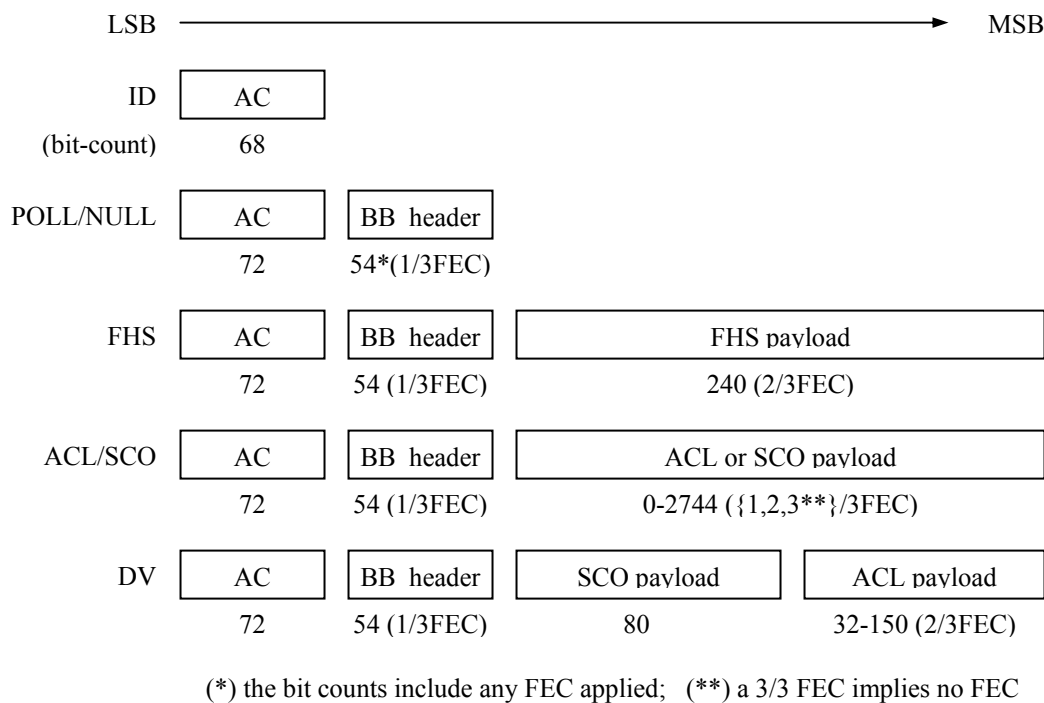 LSB MSB
ID AC
(bit-count) 68
POLL/NULL AC BB header
72 54*(1/3FEC)
FHS AC BB header FHS payload
72 54 (1/3FEC) 240 (2/3FEC)
ACL/SCO AC BB header ACL or SCO payload
72 54 (1/3FEC) 0-2744 ({1,2,3**}/3FEC)
DV AC BB header SCO payload ACL payload
72 54 (1/3FEC) 80 32-150 (2/3FEC)
(*) the bit counts include any FEC applied; (**) a 3/3 FEC implies no FEC